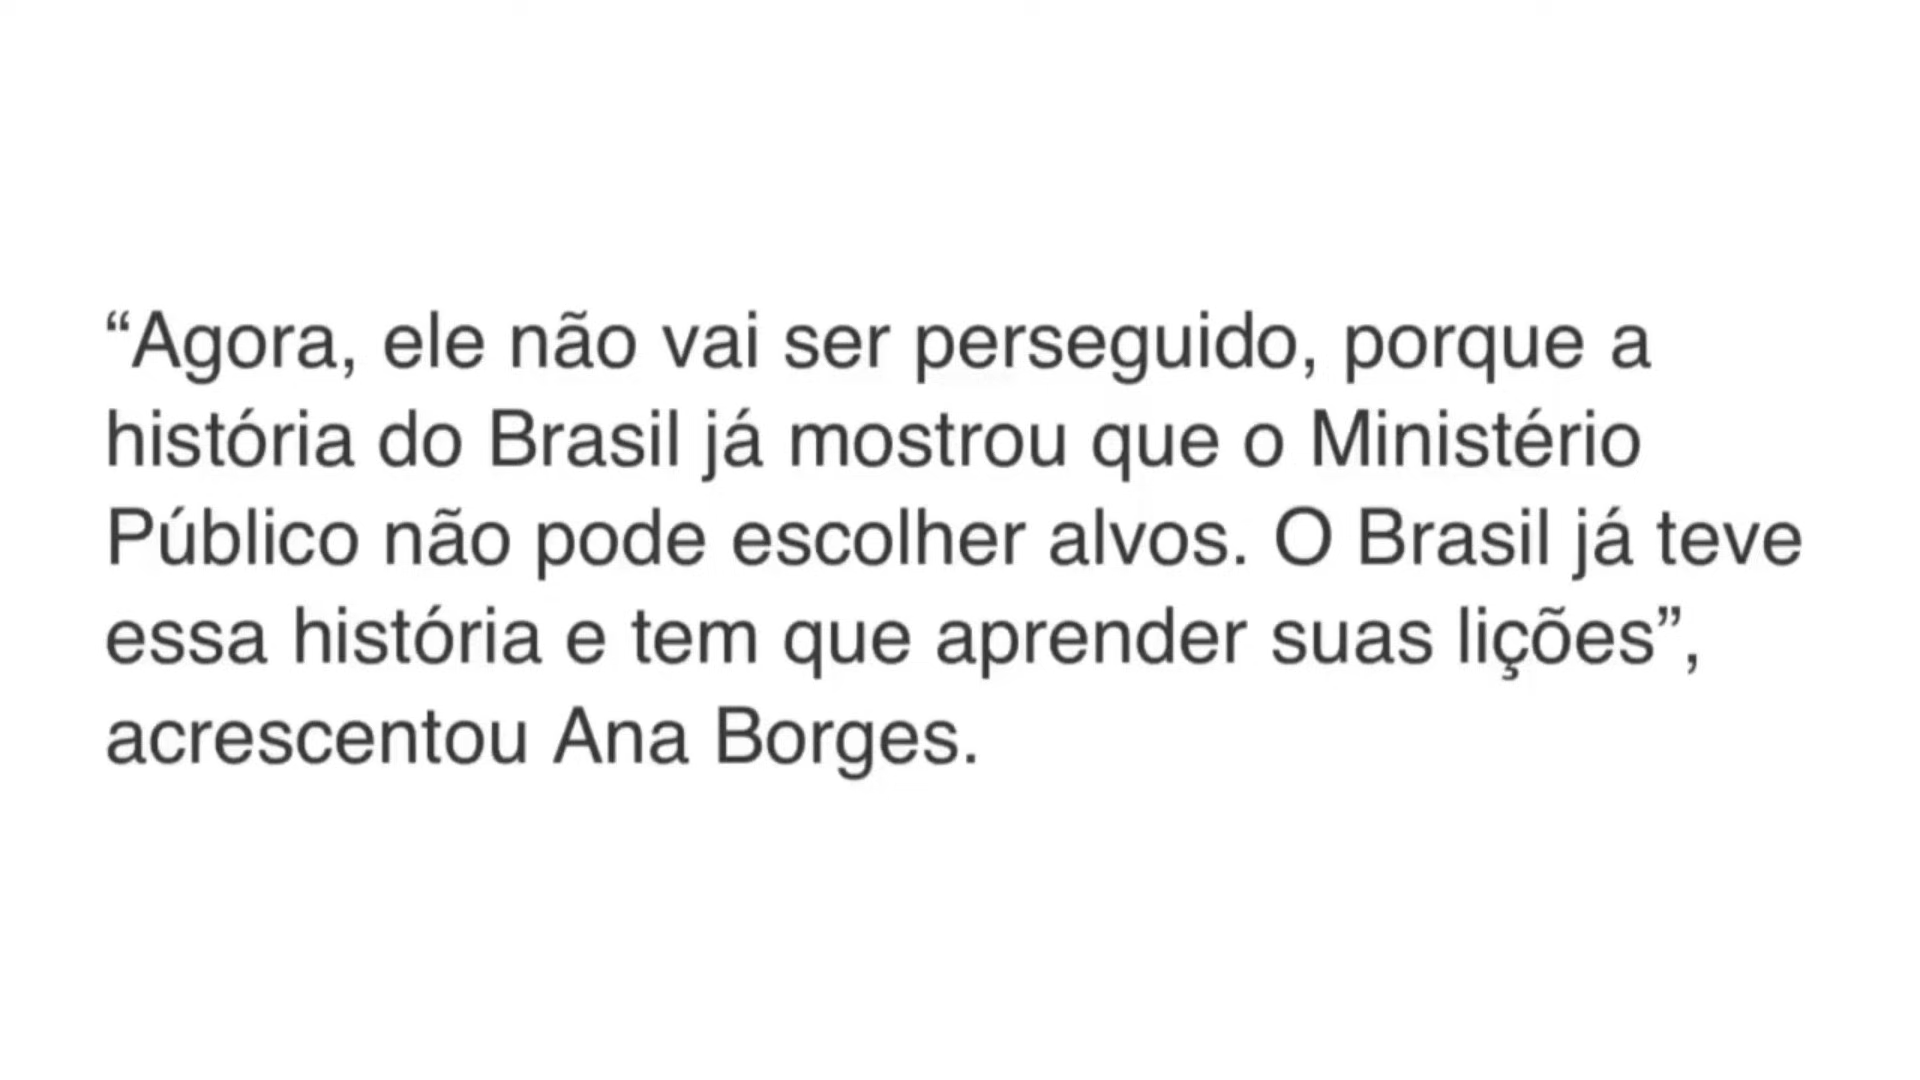 “Agora, ele não vai ser perseguido, porque a
história do Brasil já mostrou que o Ministério
Público não pode escolher alvos. O Brasil já teve
essa história e tem que aprender suas lições”,
acrescentou Ana Borges.